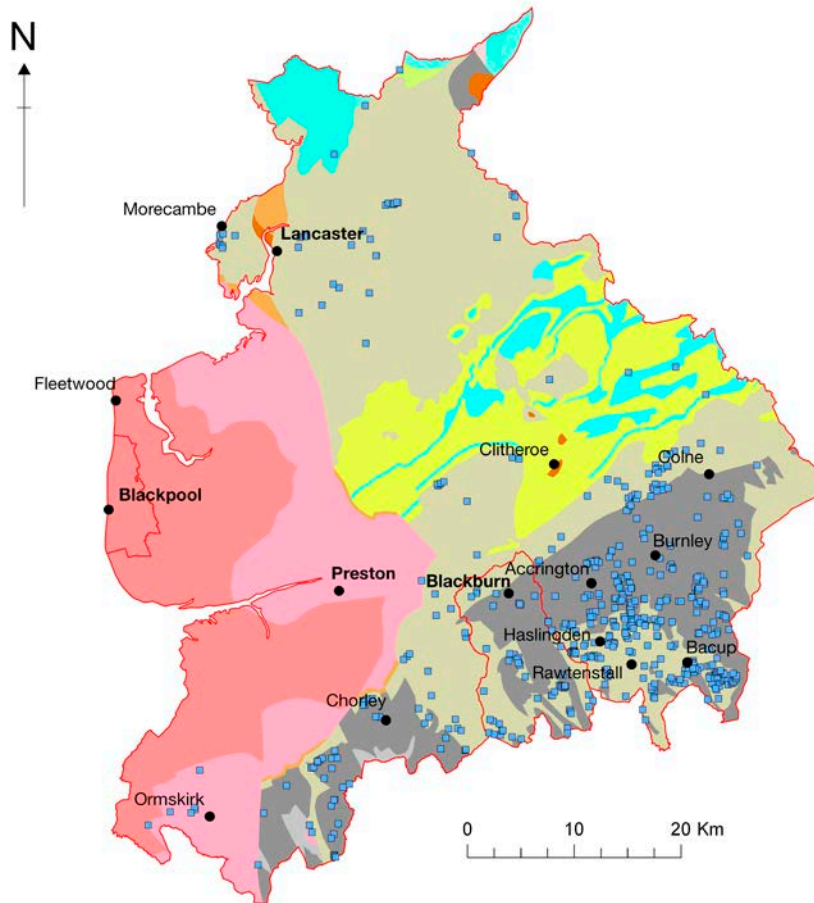 N
Morecambe
Lancaster
Fleetwood
Clitheroe
Colne
Blackpool
Burnley
Preston
Blackburn
Accrington
Haslingden
Bacup
Rawtenstall
Chorley
Ormskirk
0 10 20 Km